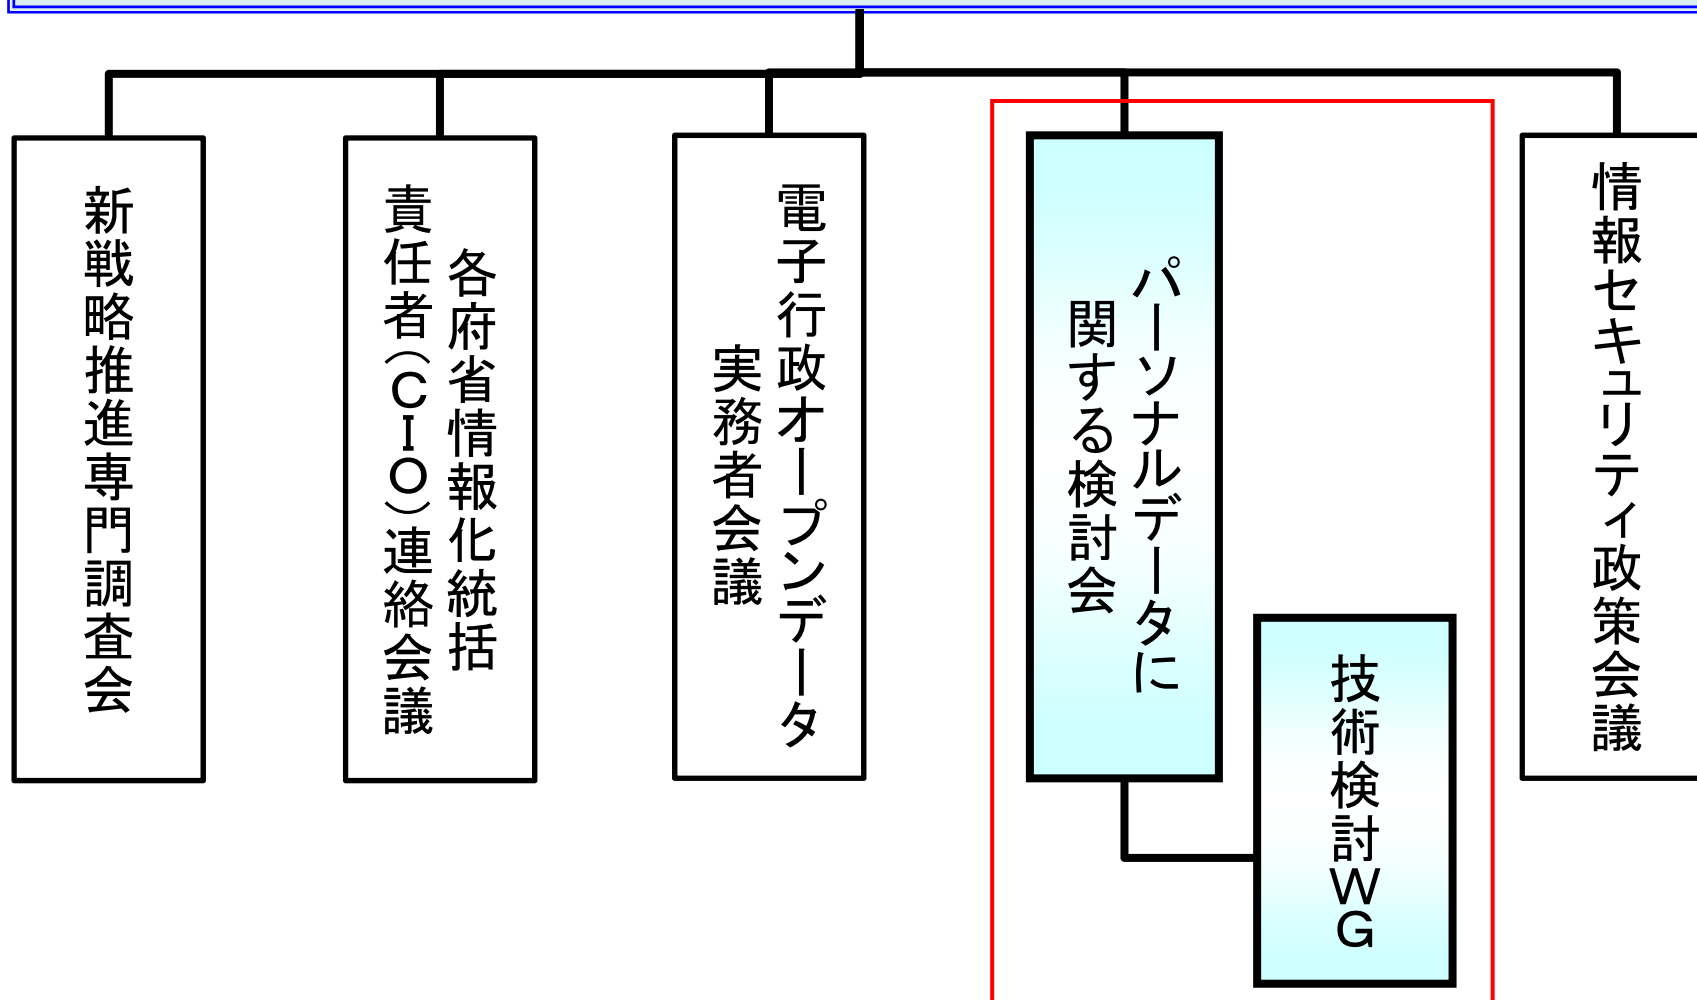 新戦略推進専門調査会
各府省情報化統括
責任者（ＣＩＯ）連絡会議
電子行政オープンデータ
実務者会議
パーソナルデータに
関する検討会
技術検討ＷＧ
情報セキュリティ政策会議